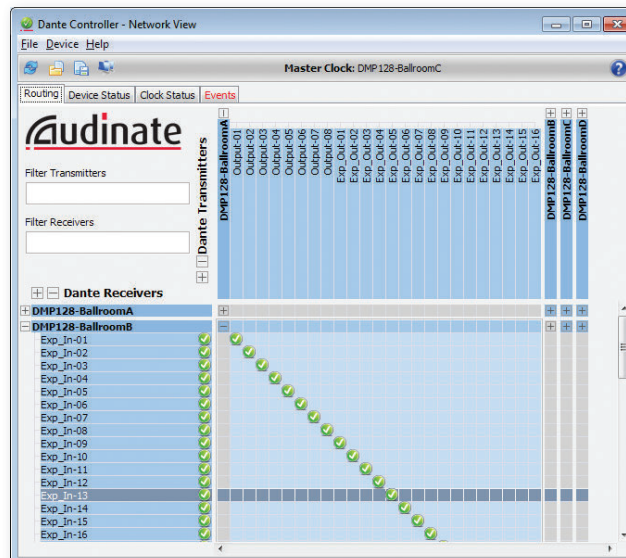 Dante Controller - Network View
File Device Help
Master Clock: DMP128-BallroomC
?
Routing Device Status Clock Status Events
Audinate
Filter Transmitters
Filter Receivers
Dante Transmitters
DMP128-BallroomA
Output-01
Output-02
Output-03
Output-04
Output-05
Output-06
Output-07
Output-08
Exp_Out-01
Exp_Out-02
Exp_Out-03
Exp_Out-04
Exp_Out-05
Exp_Out-06
Exp_Out-07
Exp_Out-08
Exp_Out-09
Exp_Out-10
Exp_Out-11
Exp_Out-12
Exp_Out-13
Exp_Out-14
Exp_Out-15
Exp_Out-16
DMP128-BallroomB
DMP128-BallroomC
DMP128-BallroomD
Dante Receivers
DMP128-BallroomA
DMP128-BallroomB
Exp_In-01
Exp_In-02
Exp_In-03
Exp_In-04
Exp_In-05
Exp_In-06
Exp_In-07
Exp_In-08
Exp_In-09
Exp_In-10
Exp_In-11
Exp_In-12
Exp_In-13
Exp_In-14
Exp_In-15
Exp_In-16